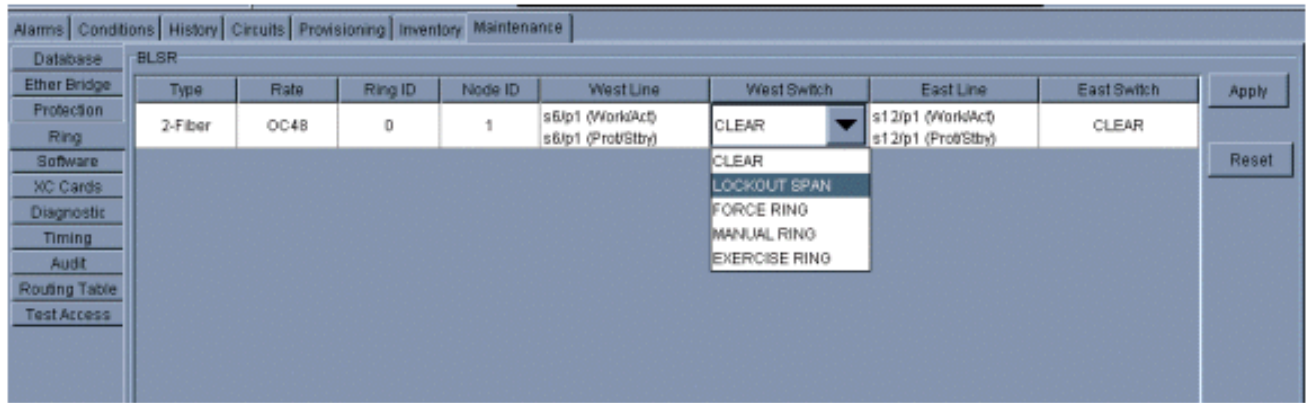 Alarms Conditions History Circuits Provisioning Inventory Maintenance
Database
Ether Bridge
Protection
Ring
Software
XC Cards
Diagnostic
Timing
Audit
Routing Table
Test Access
BLSR
Type Rate Ring ID Node ID West Line West Switch East Line East Switch
2-Fiber OC48 0 1
s6/p1 (Work/Act)
s6/p1 (Prot/Stby)
CLEAR
s12/p1 (Work/Act)
s12/p1 (Prot/Stby)
CLEAR
CLEAR
LOCKOUT SPAN
FORCE RING
MANUAL RING
EXERCISE RING
Apply
Reset